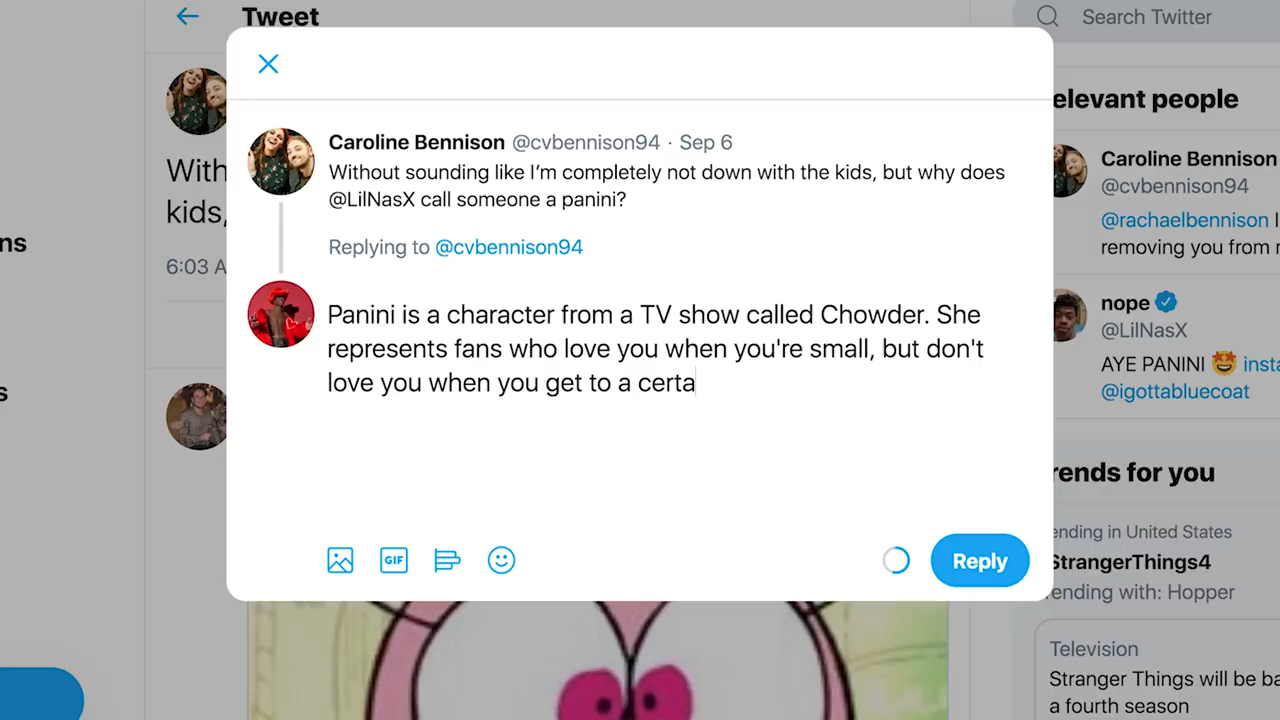 Tweet
Search Twitter
Caroline Bennison @cvbennison94 · Sep 6
Without sounding like I'm completely not down with the kids, but why does
@LilNasX call someone a panini?
Replying to @cvbennison94
Panini is a character from a TV show called Chowder. She
represents fans who love you when you're small, but don't
love you when you get to a certa
GIF
Reply
With
kids,
6:03 A
ns
s
elevant people
Caroline Bennison
@cvbennison94
@rachaelbennison I
removing you from
nope
@LilNasX
AYE PANINI 🤩 insta
@igottabluecoat
rends for you
ending in United States
StrangerThings4
ending with: Hopper
Television
Stranger Things will be ba
a fourth season